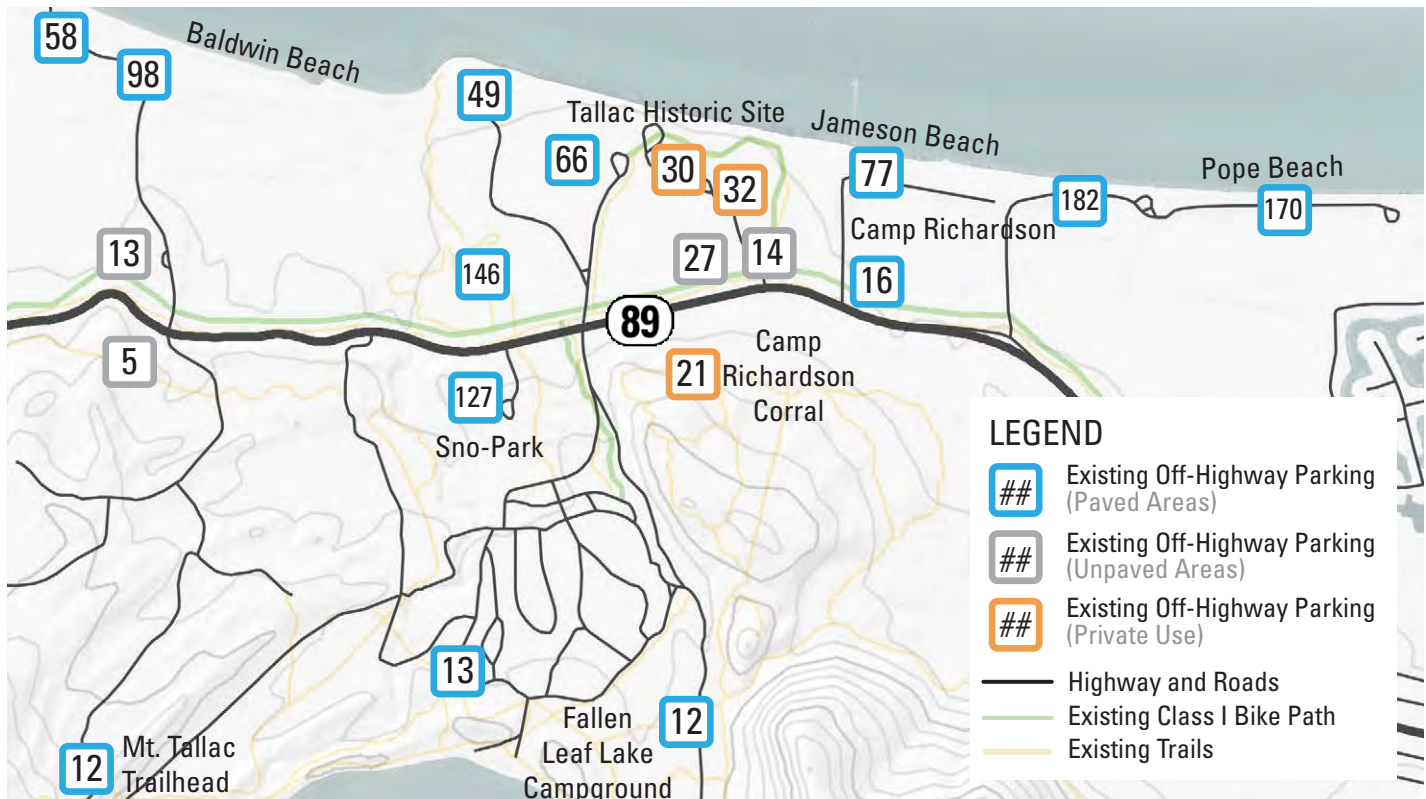 58
Baldwin Beach
98
49
Tallac Historic Site
Jameson Beach
66
30
77
Pope Beach
32
182
170
Camp Richardson
13
27
14
146
16
89
5
21
Camp
Richardson
Corral
127
Sno-Park
13
12
Fallen
Leaf Lake
Campground
12
Mt. Tallac
Trailhead
LEGEND
## Existing Off-Highway Parking
(Paved Areas)
## Existing Off-Highway Parking
(Unpaved Areas)
## Existing Off-Highway Parking
(Private Use)
Highway and Roads
Existing Class I Bike Path
Existing Trails